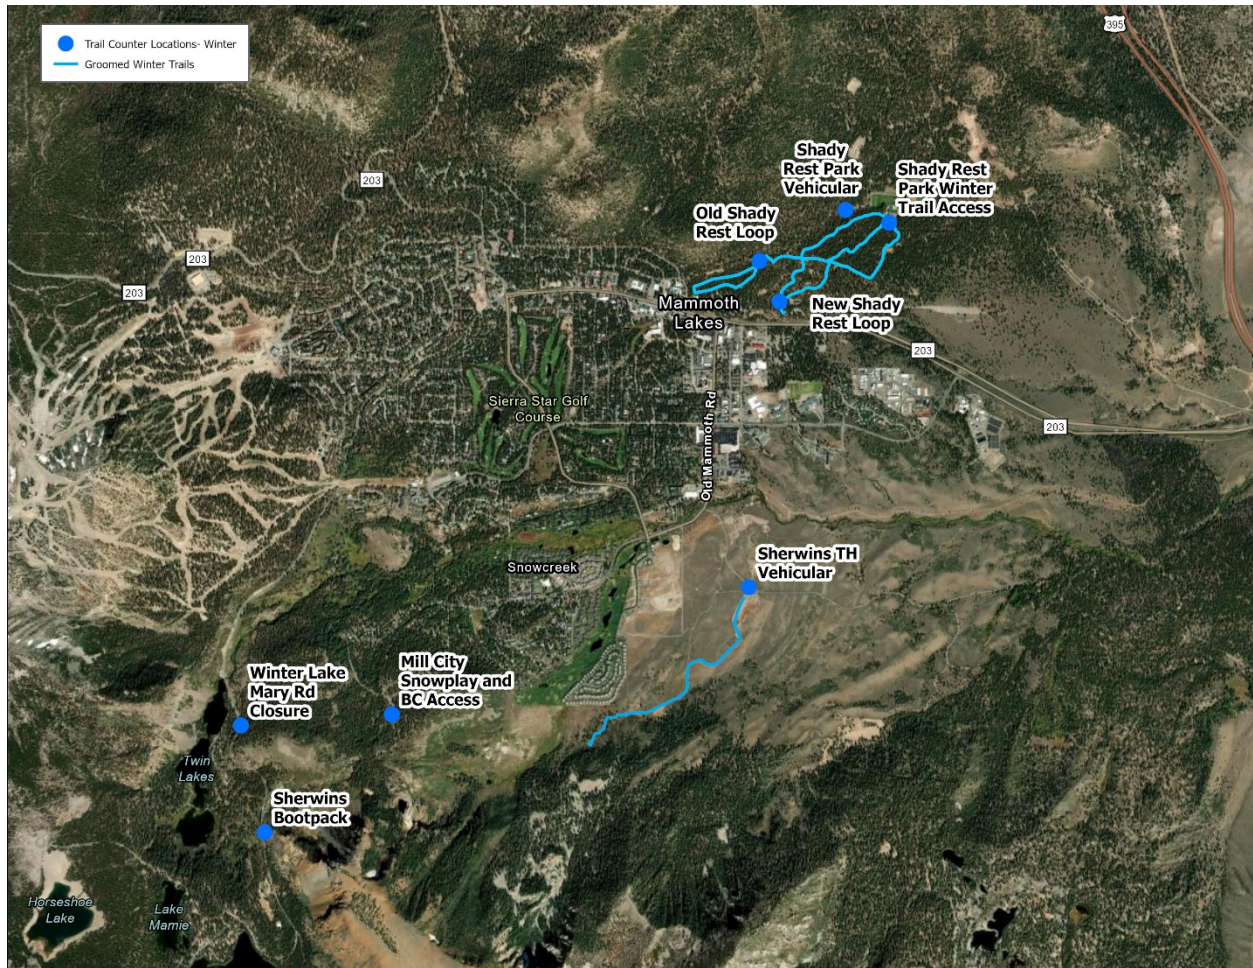 Trail Counter Locations- Winter
Groomed Winter Trails
395
Shady
Rest Park
Vehicular
Shady Rest
Park Winter
Trail Access
203
Old Shady
Rest Loop
203
203
Mammoth
Lakes
New Shady
Rest Loop
203
Sierra Star Golf
Course
Old Mammoth Rd
203
Snowcreek
Sherwins TH
Vehicular
Winter Lake
Mary Rd
Closure
Mill City
Snowplay and
BC Access
Twin
Lakes
Sherwins
Bootpack
Horseshoe
Lake
Lake
Mamie